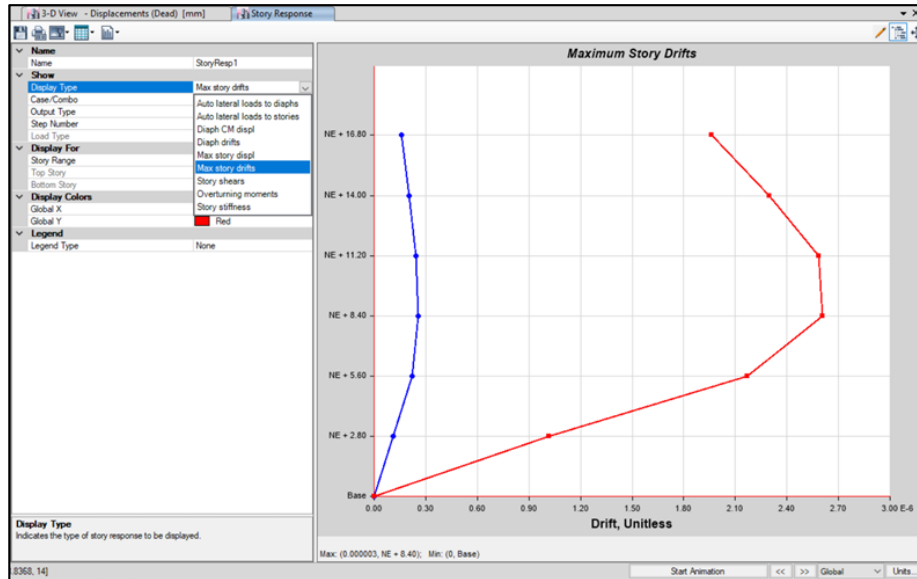 3-D View - Displacements (Dead) [mm]
Story Response
Name
Name StoryResp1
Show
Display Type Max story drifts
Case/Combo
Output Type
Step Number
Load Type
Auto lateral loads to diaphs
Auto lateral loads to stories
Diaph CM displ
Diaph drifts
Max story displ
Max story drifts
Story shears
Overturning moments
Story stiffness
Display For
Story Range
Top Story
Bottom Story
Display Colors
Global X
Global Y Red
Legend
Legend Type None
Display Type
Indicates the type of story response to be displayed.
Maximum Story Drifts
NE + 16.80
NE + 14.00
NE + 11.20
NE + 8.40
NE + 5.60
NE + 2.80
Base
0.00 0.30 0.60 0.90 1.20 1.50 1.80 2.10 2.40 2.70 3.00 E-6
Drift, Unitless
Max: (0.000003, NE + 8.40); Min: (0, Base)
.8368, 14]
Start Animation << >> Global Units...